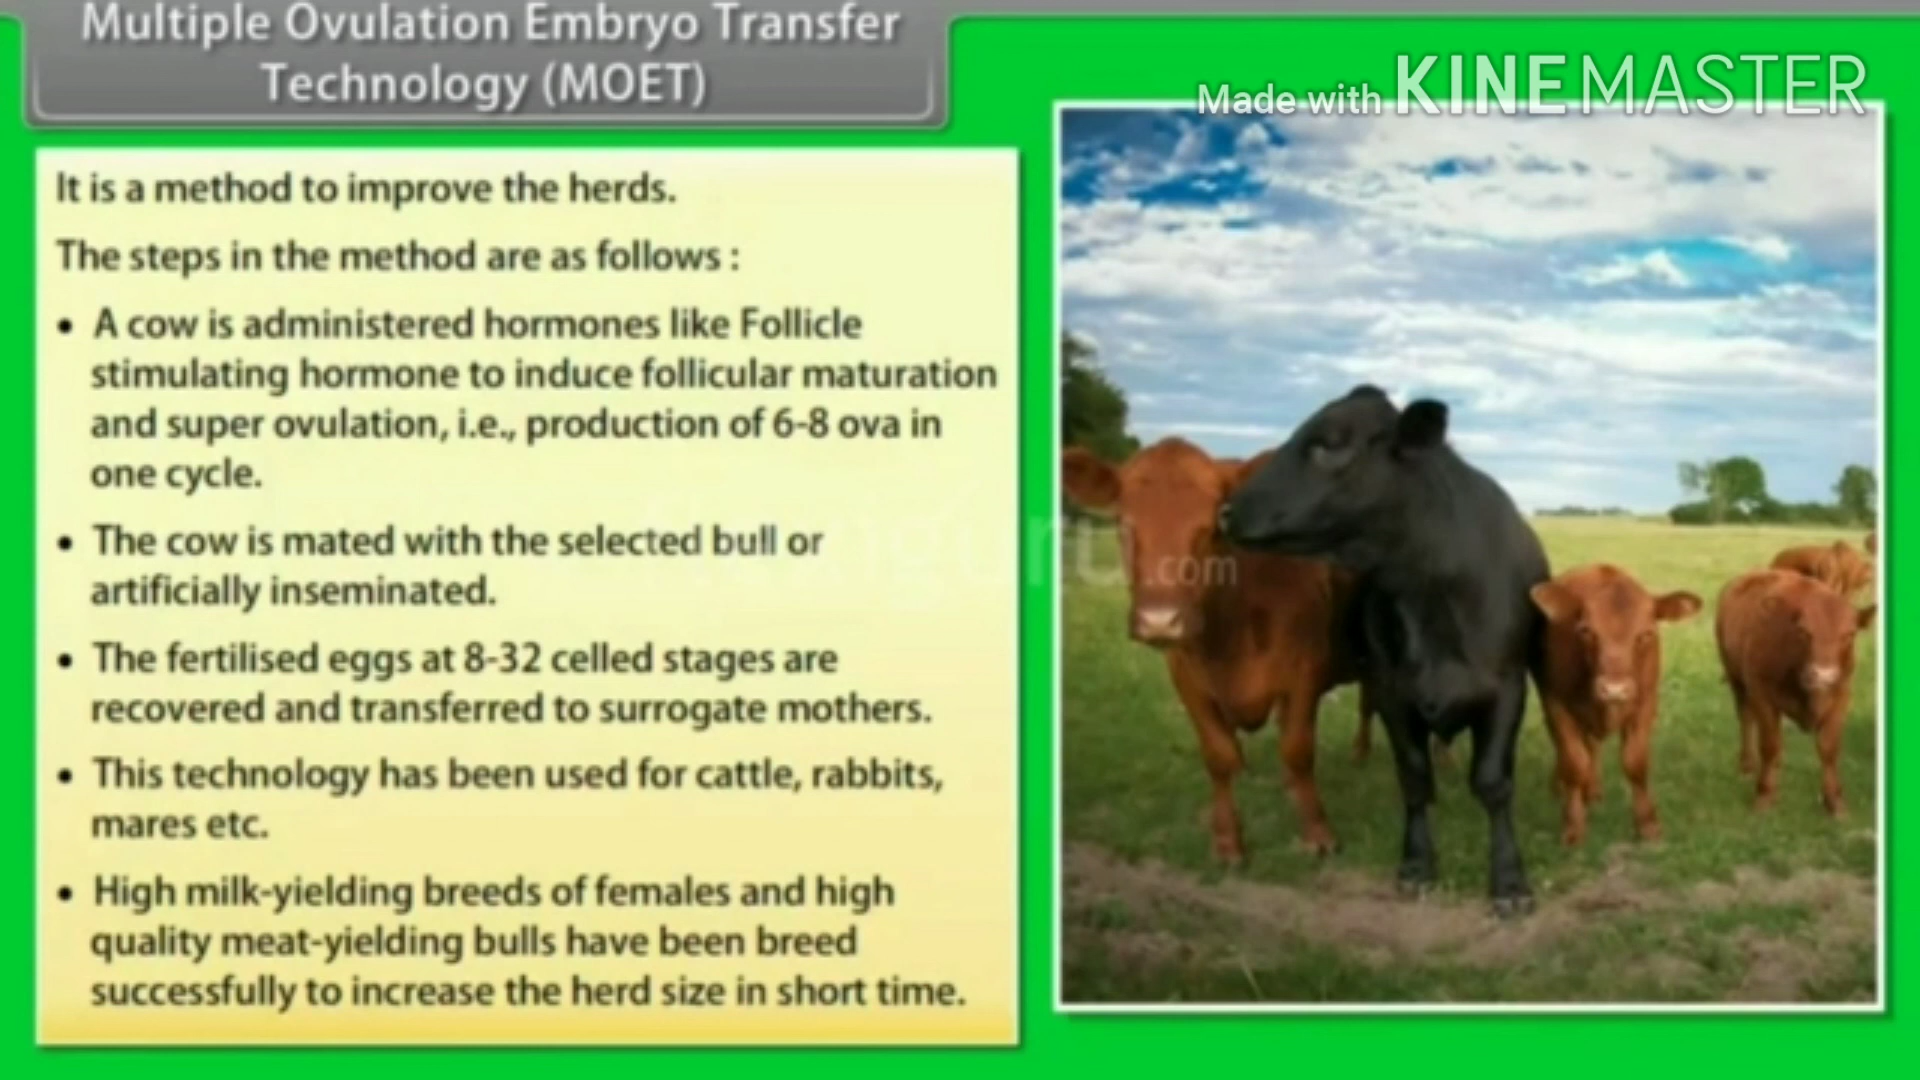 Multiple Ovulation Embryo Transfer
Technology (MOET)
Made with KINEMASTER
It is a method to improve the herds.
The steps in the method are as follows :
• A cow is administered hormones like Follicle
stimulating hormone to induce follicular maturation
and super ovulation, i.e., production of 6-8 ova in
one cycle.
• The cow is mated with the selected bull or
artificially inseminated.
• The fertilised eggs at 8-32 celled stages are
recovered and transferred to surrogate mothers.
• This technology has been used for cattle, rabbits,
mares etc.
• High milk-yielding breeds of females and high
quality meat-yielding bulls have been breed
successfully to increase the herd size in short time.
.com